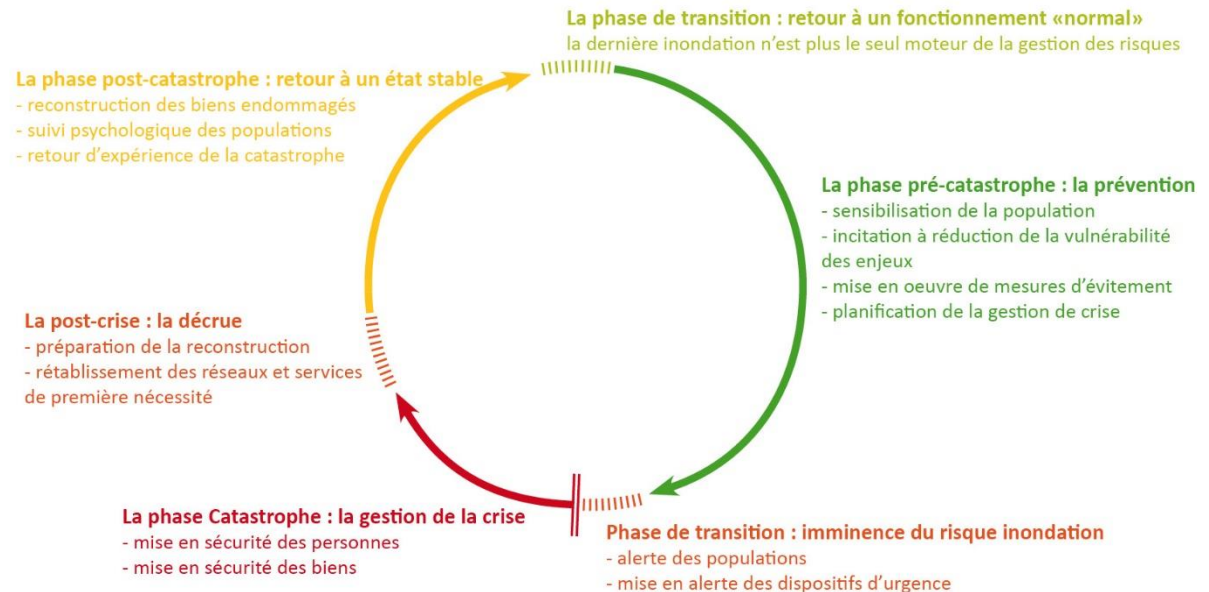 La phase de transition : retour à un fonctionnement «normal»
la dernière inondation n'est plus le seul moteur de la gestion des risques
La phase post-catastrophe : retour à un état stable
- reconstruction des biens endommagés
- suivi psychologique des populations
- retour d'expérience de la catastrophe
La phase pré-catastrophe : la prévention
- sensibilisation de la population
- incitation à réduction de la vulnérabilité
des enjeux
- mise en oeuvre de mesures d'évitement
- planification de la gestion de crise
La post-crise : la décrue
- préparation de la reconstruction
- rétablissement des réseaux et services
de première nécessité
La phase Catastrophe : la gestion de la crise
- mise en sécurité des personnes
- mise en sécurité des biens
Phase de transition : imminence du risque inondation
- alerte des populations
- mise en alerte des dispositifs d'urgence